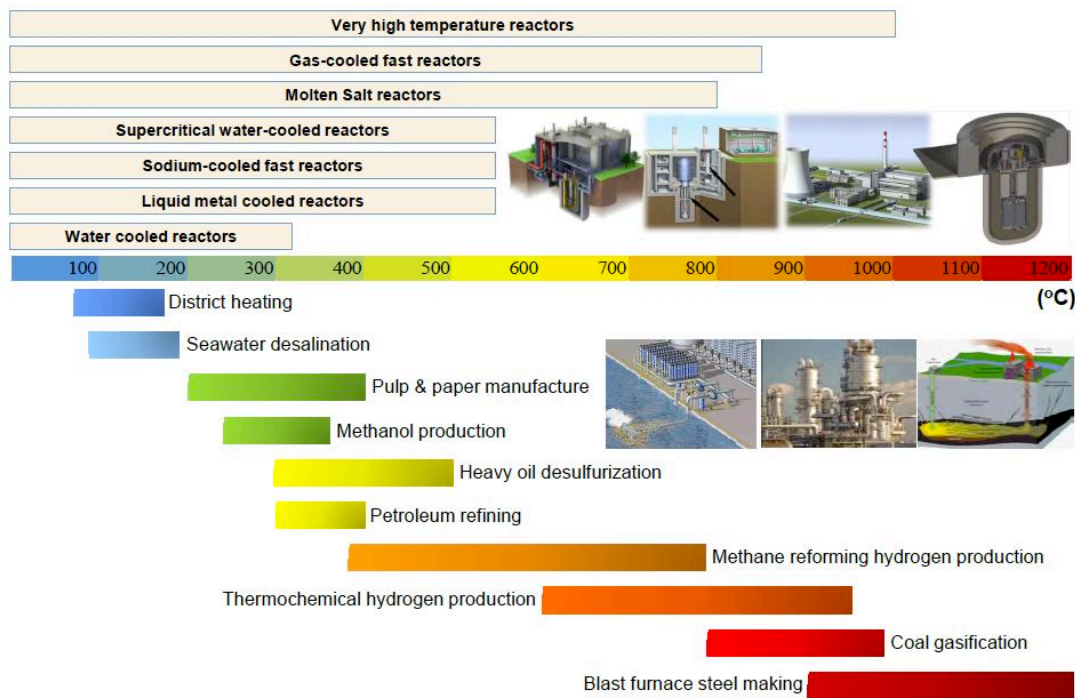 Very high temperature reactors
Gas-cooled fast reactors
Molten Salt reactors
Supercritical water-cooled reactors
Sodium-cooled fast reactors
Liquid metal cooled reactors
Water cooled reactors
100 200 300 400 500 600 700 800 900 1000 1100 1200
(°C)
District heating
Seawater desalination
Pulp & paper manufacture
Methanol production
Heavy oil desulfurization
Petroleum refining
Methane reforming hydrogen production
Thermochemical hydrogen production
Coal gasification
Blast furnace steel making